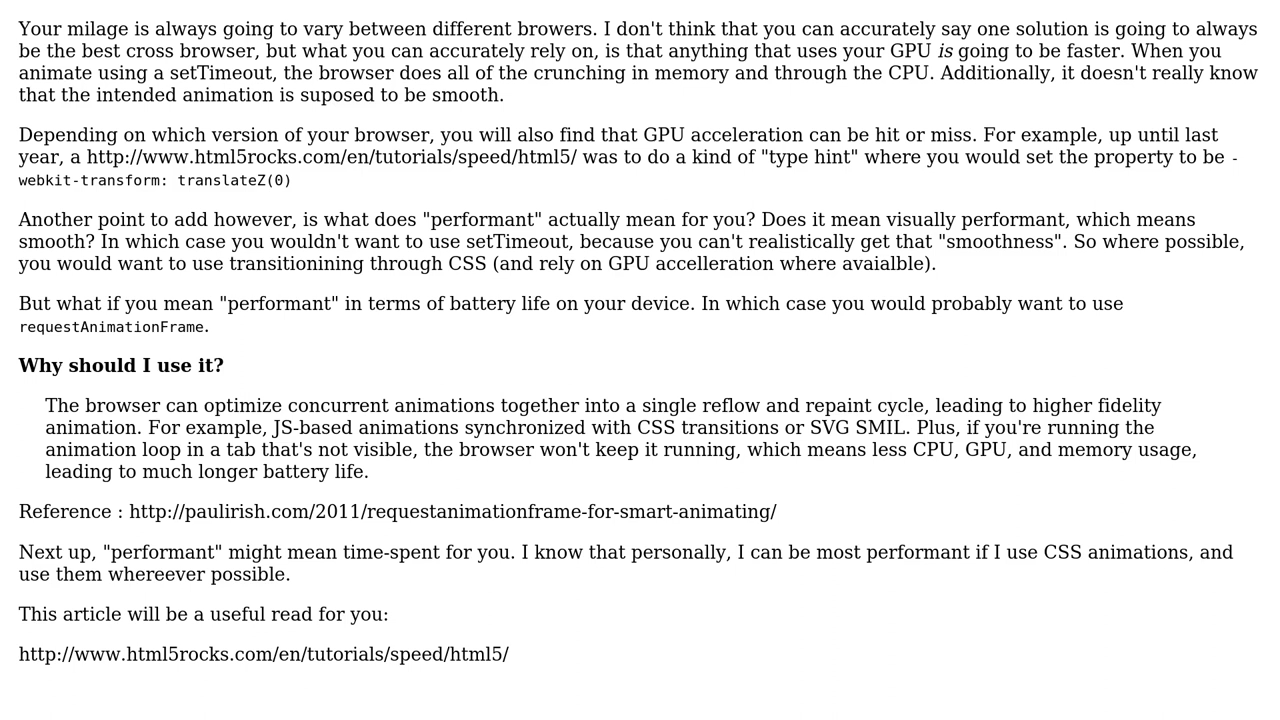 Your milage is always going to vary between different browers. I don't think that you can accurately say one solution is going to always
be the best cross browser, but what you can accurately rely on, is that anything that uses your GPU is going to be faster. When you
animate using a setTimeout, the browser does all of the crunching in memory and through the CPU. Additionally, it doesn't really know
that the intended animation is suposed to be smooth.
Depending on which version of your browser, you will also find that GPU acceleration can be hit or miss. For example, up until last
year, a http://www.html5rocks.com/en/tutorials/speed/html5/ was to do a kind of "type hint" where you would set the property to be -
webkit-transform: translateZ(0)
Another point to add however, is what does "performant" actually mean for you? Does it mean visually performant, which means
smooth? In which case you wouldn't want to use setTimeout, because you can't realistically get that "smoothness". So where possible,
you would want to use transitionining through CSS (and rely on GPU accelleration where avaialble).
But what if you mean "performant" in terms of battery life on your device. In which case you would probably want to use
requestAnimationFrame.
Why should I use it?
The browser can optimize concurrent animations together into a single reflow and repaint cycle, leading to higher fidelity
animation. For example, JS-based animations synchronized with CSS transitions or SVG SMIL. Plus, if you're running the
animation loop in a tab that's not visible, the browser won't keep it running, which means less CPU, GPU, and memory usage,
leading to much longer battery life.
Reference : http://paulirish.com/2011/requestanimationframe-for-smart-animating/
Next up, "performant" might mean time-spent for you. I know that personally, I can be most performant if I use CSS animations, and
use them whereever possible.
This article will be a useful read for you:
http://www.html5rocks.com/en/tutorials/speed/html5/